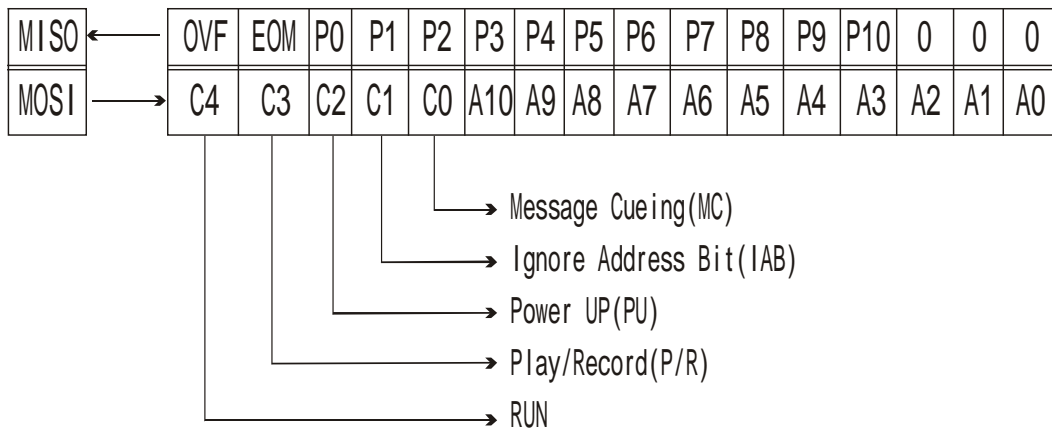 MISO OVF EOM P0 P1 P2 P3 P4 P5 P6 P7 P8 P9 P10 0 0 0
MOSI C4 C3 C2 C1 C0 A10 A9 A8 A7 A6 A5 A4 A3 A2 A1 A0
Message Cueing(MC)
Ignore Address Bit(IAB)
Power UP(PU)
Play/Record(P/R)
RUN